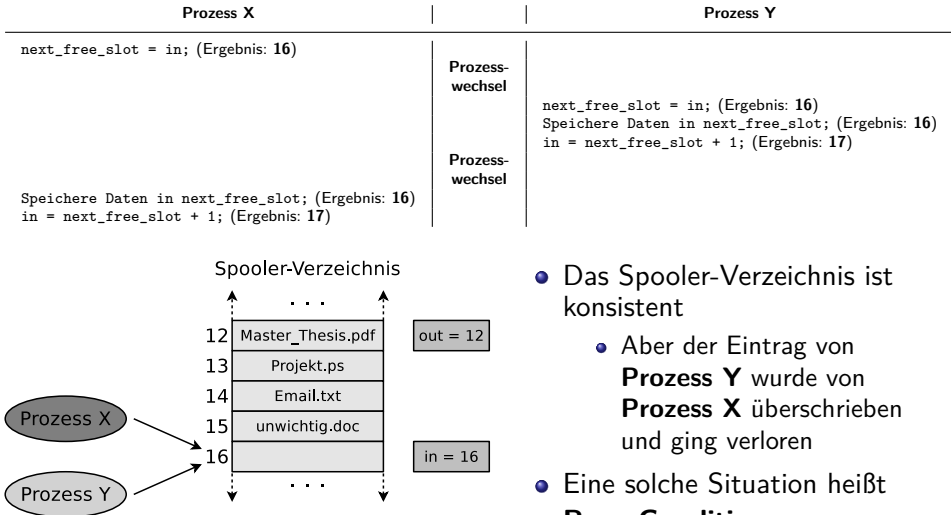 Prozess X | | Prozess Y
next_free_slot = in; (Ergebnis: 16)
Prozess-
wechsel
next_free_slot = in; (Ergebnis: 16)
Speichere Daten in next_free_slot; (Ergebnis: 16)
in = next_free_slot + 1; (Ergebnis: 17)
Prozess-
wechsel
Speichere Daten in next_free_slot; (Ergebnis: 16)
in = next_free_slot + 1; (Ergebnis: 17)
Spooler-Verzeichnis
. . .
12 Master_Thesis.pdf out = 12
13 Projekt.ps
14 Email.txt
15 unwichtig.doc
16 in = 16
. . .
Prozess X
Prozess Y
Das Spooler-Verzeichnis ist
konsistent
Aber der Eintrag von
Prozess Y wurde von
Prozess X überschrieben
und ging verloren
Eine solche Situation heißt